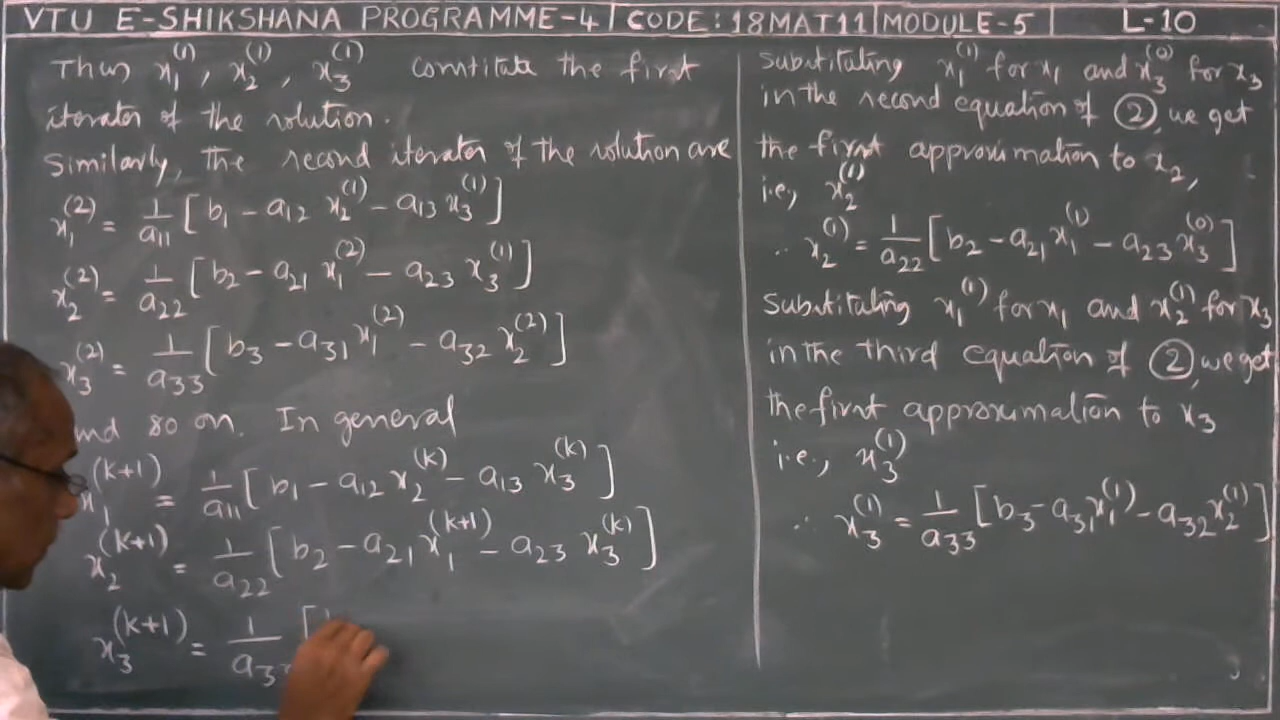 VTU E-SHIKSHANA PROGRAMME-4 | CODE: 18MAT11 | MODULE-5 | L-10
Thus x₁⁽¹⁾, x₂⁽¹⁾, x₃⁽¹⁾ constitute the first
iterator of the solution.
Similarly, the second iterator of the solution are
x₁⁽²⁾ = 1/a₁₁ [b₁ - a₁₂ x₂⁽¹⁾ - a₁₃ x₃⁽¹⁾]
x₂⁽²⁾ = 1/a₂₂ [b₂ - a₂₁ x₁⁽²⁾ - a₂₃ x₃⁽¹⁾]
x₃⁽²⁾ = 1/a₃₃ [b₃ - a₃₁ x₁⁽²⁾ - a₃₂ x₂⁽²⁾]
nd so on. In general
x₁⁽ᵏ⁺¹⁾ = 1/a₁₁ [b₁ - a₁₂ x₂⁽ᵏ⁾ - a₁₃ x₃⁽ᵏ⁾]
x₂⁽ᵏ⁺¹⁾ = 1/a₂₂ [b₂ - a₂₁ x₁⁽ᵏ⁺¹⁾ - a₂₃ x₃⁽ᵏ⁾]
x₃⁽ᵏ⁺¹⁾ = 1/a₃₃ [
substituting x₁⁽¹⁾ for x₁ and x₃⁽⁰⁾ for x₃
in the second equation of ②, we get
the first approximation to x₂,
i.e., x₂⁽¹⁾
∴ x₂⁽¹⁾ = 1/a₂₂ [b₂ - a₂₁ x₁⁽¹⁾ - a₂₃ x₃⁽⁰⁾]
Substituting x₁⁽¹⁾ for x₁ and x₂⁽¹⁾ for x₃
in the third equation of ②, we get
the first approximation to x₃
i.e., x₃⁽¹⁾
∴ x₃⁽¹⁾ = 1/a₃₃ [b₃ - a₃₁ x₁⁽¹⁾ - a₃₂ x₂⁽¹⁾]